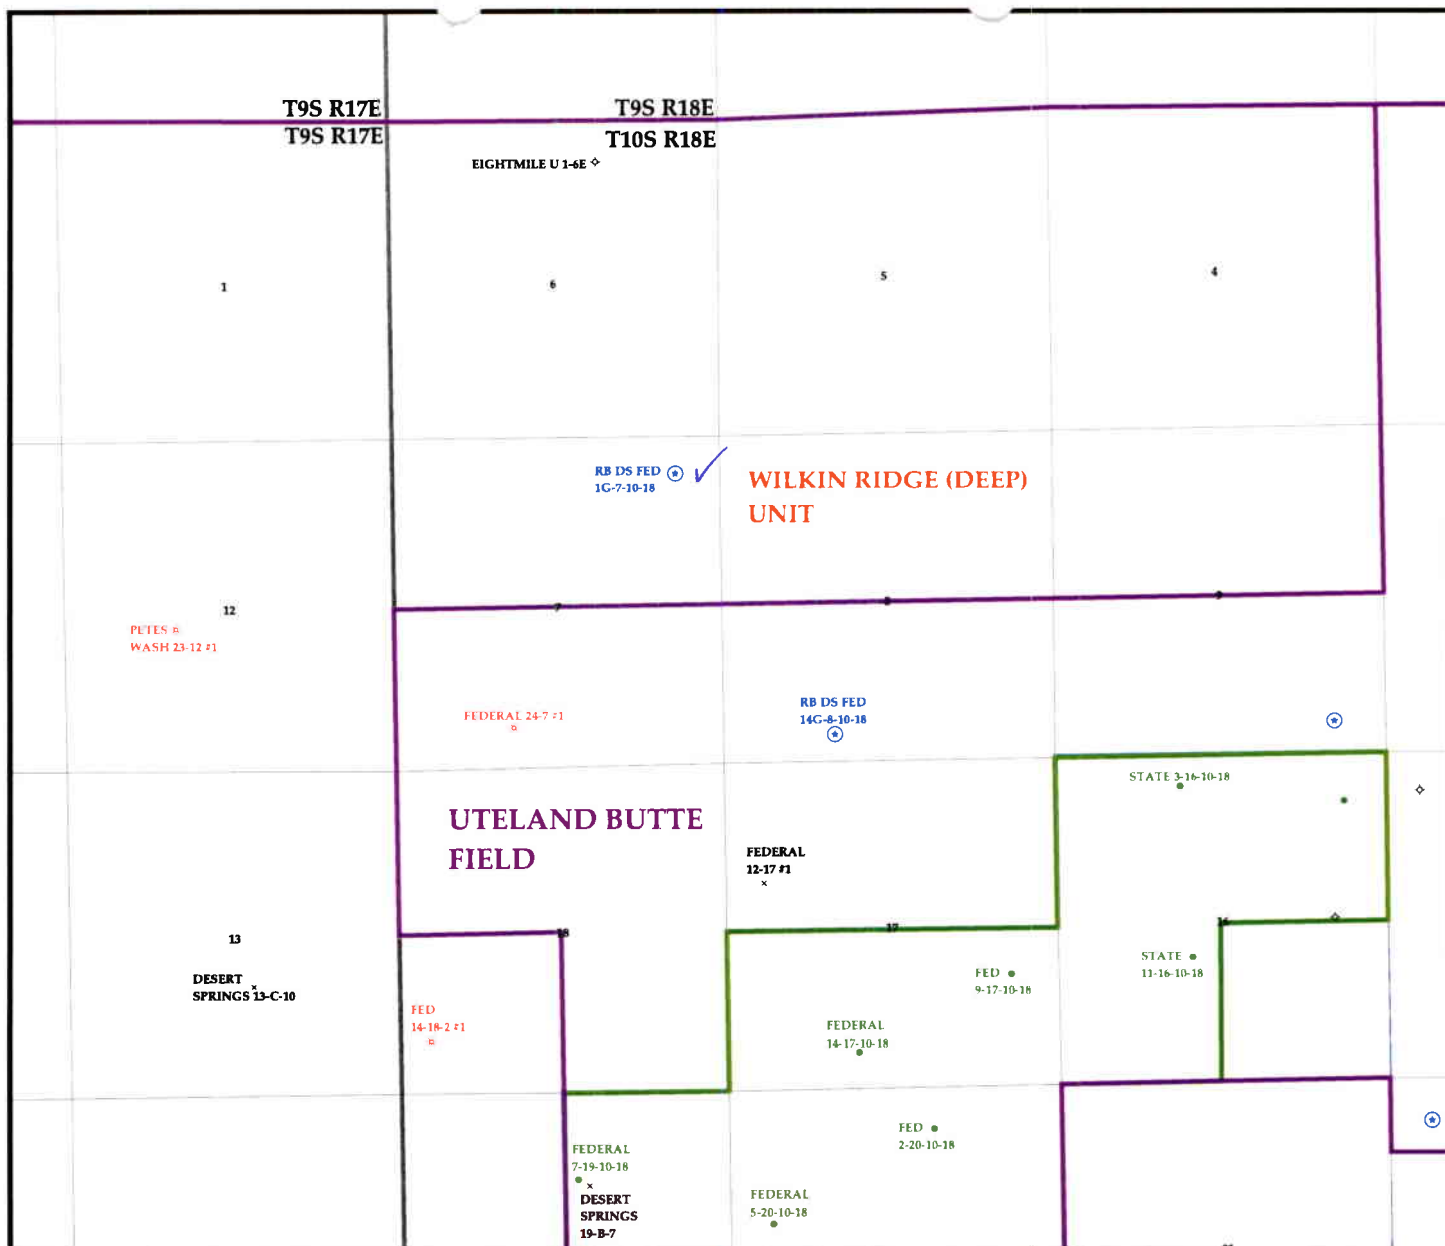 T9S R17E
T9S R18E
T9S R17E
T10S R18E
EIGHTMILE U 1-6E
1
6
5
4
RB DS FED
1G-7-10-18
WILKIN RIDGE (DEEP)
UNIT
7
8
9
12
PETES
WASH 23-12 #1
FEDERAL 24-7 #1
RB DS FED
14G-8-10-18
STATE 3-16-10-18
UTELAND BUTTE
FIELD
FEDERAL
12-17 #1
13
18
17
16
DESERT
SPRINGS 13-C-10
FED
14-18-2 #1
FED
9-17-10-18
STATE
11-16-10-18
FEDERAL
14-17-10-18
FED
2-20-10-18
FEDERAL
7-19-10-18
DESERT
SPRINGS
19-B-7
FEDERAL
5-20-10-18